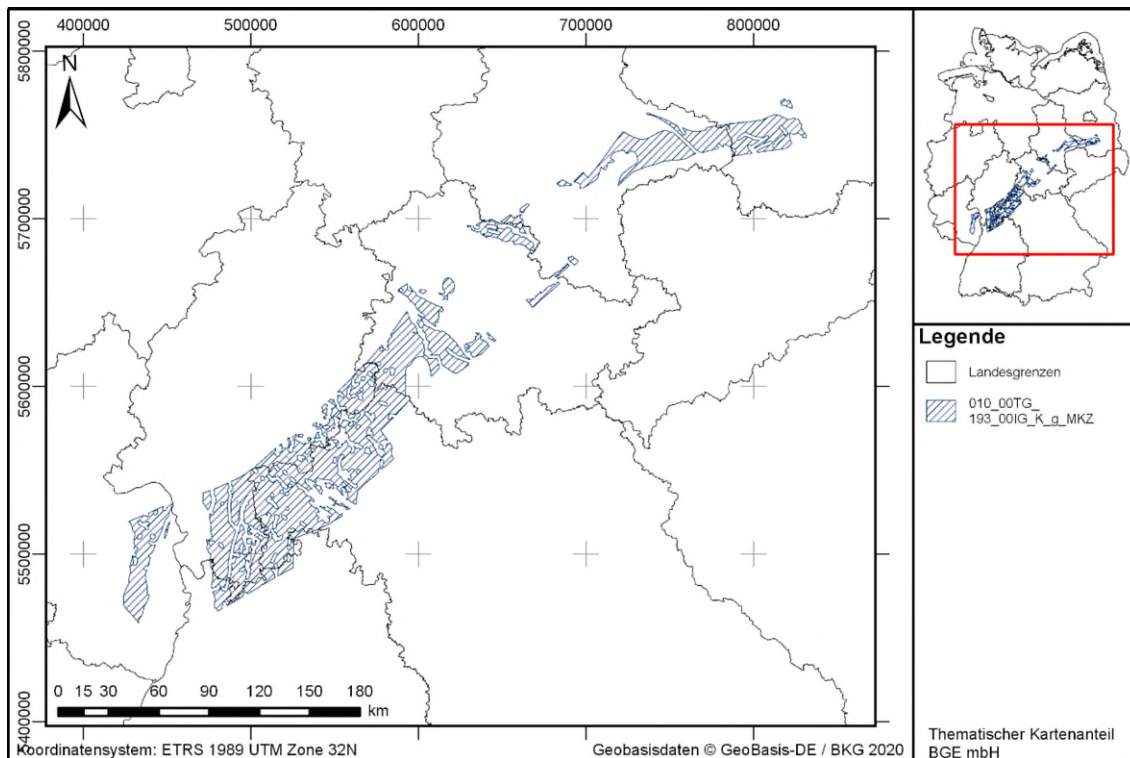 400000 500000 600000 700000 800000
5800000
N
5700000
5600000
5500000
5400000
0 15 30 60 90 120 150 180
km
Koordinatensystem: ETRS 1989 UTM Zone 32N
Geobasisdaten © GeoBasis-DE / BKG 2020
Legende
Landesgrenzen
010_00TG_
193_00IG_K_g_MKZ
Thematischer Kartenanteil
BGE mbH